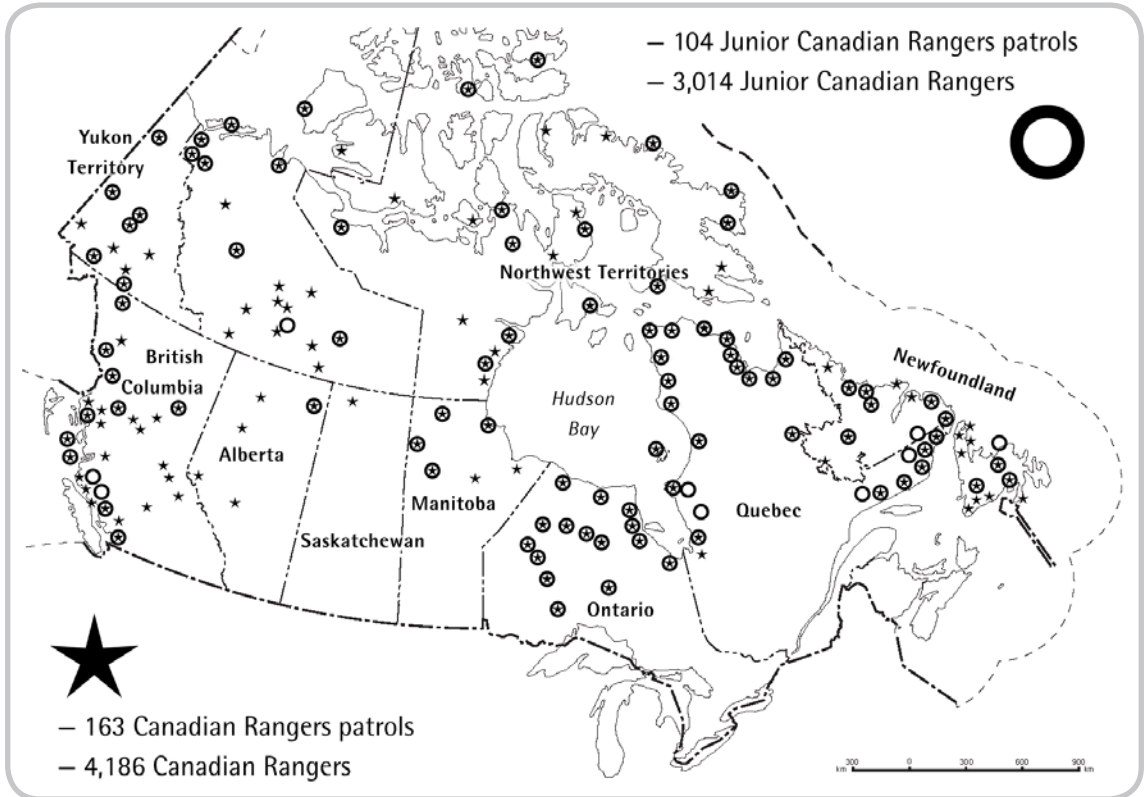 – 104 Junior Canadian Rangers patrols
– 3,014 Junior Canadian Rangers
Yukon
Territory
Northwest Territories
British
Columbia
Newfoundland
Hudson
Bay
Alberta
Manitoba
Quebec
Saskatchewan
Ontario
– 163 Canadian Rangers patrols
– 4,186 Canadian Rangers
300 0 300 600 900
km km